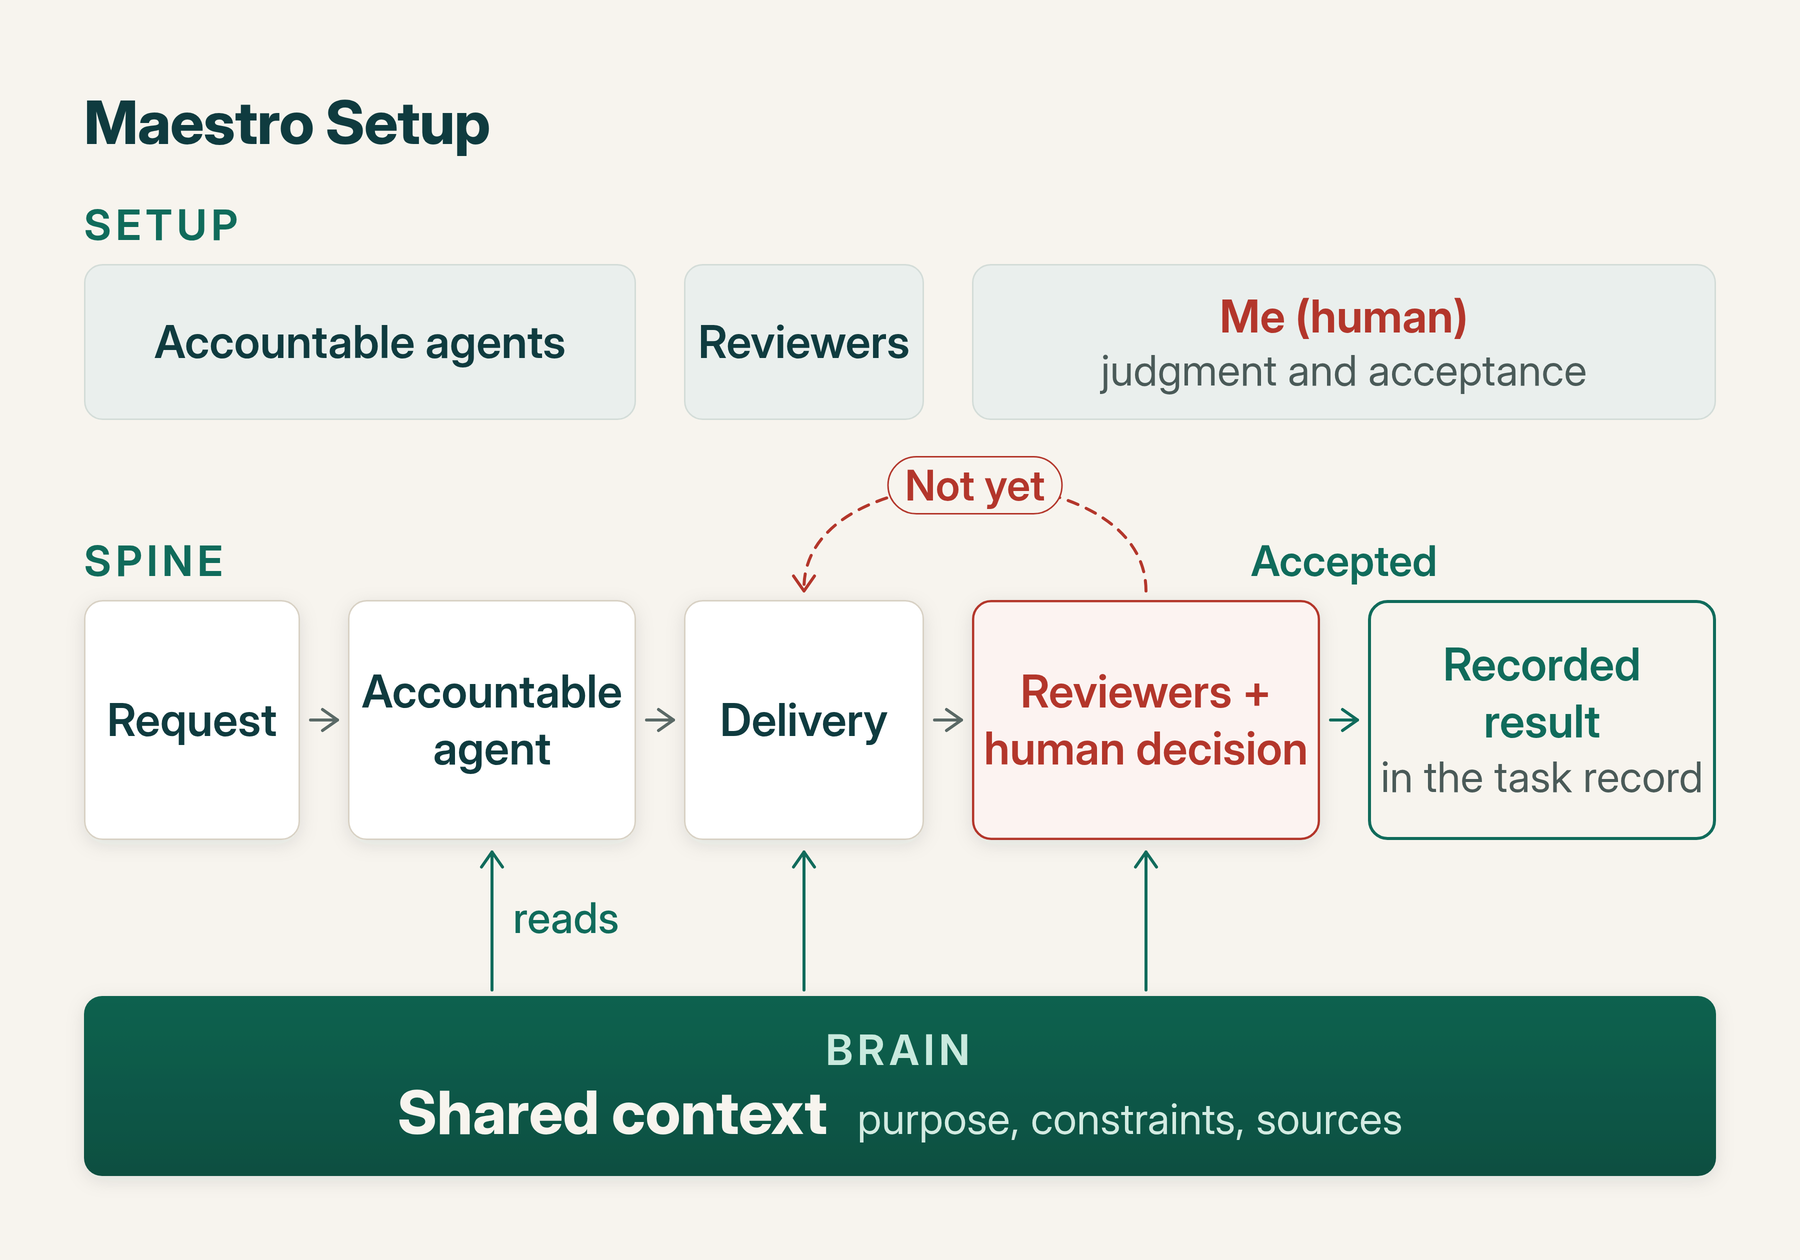 Maestro Setup
SETUP
Accountable agents
Reviewers
Me (human)
judgment and acceptance
Not yet
SPINE
Accepted
Request
Accountable
agent
Delivery
Reviewers +
human decision
Recorded
result
in the task record
reads
BRAIN
Shared context purpose, constraints, sources